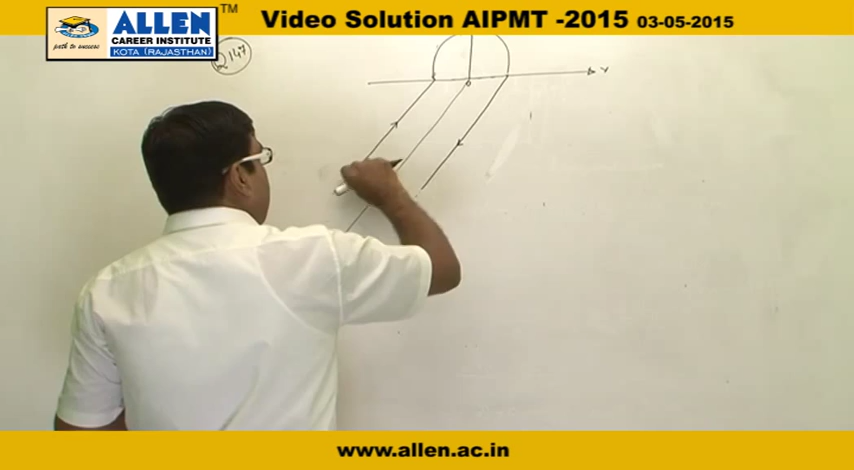 path to success
ALLEN
CAREER INSTITUTE
KOTA (RAJASTHAN)
TM
Video Solution AIPMT -2015 03-05-2015
147
Y
O
www.allen.ac.in